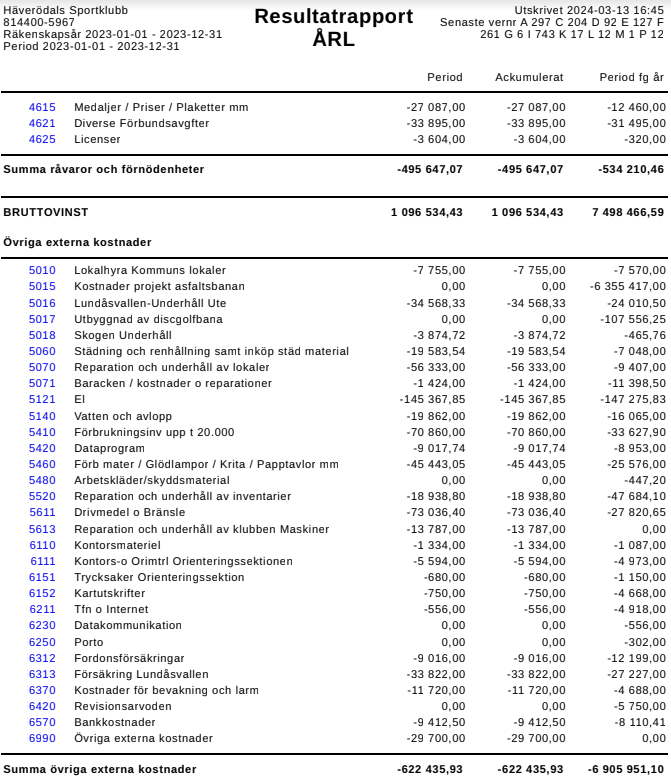 Häverödals Sportklubb
814400-5967
Räkenskapsår 2023-01-01 - 2023-12-31
Period 2023-01-01 - 2023-12-31
Resultatrapport
ÅRL
Utskrivet 2024-03-13 16:45
Senaste vernr A 297 C 204 D 92 E 127 F
261 G 6 I 743 K 17 L 12 M 1 P 12
Period Ackumulerat Period fg år
4615 Medaljer / Priser / Plaketter mm -27 087,00 -27 087,00 -12 460,00
4621 Diverse Förbundsavgfter -33 895,00 -33 895,00 -31 495,00
4625 Licenser -3 604,00 -3 604,00 -320,00
Summa råvaror och förnödenheter -495 647,07 -495 647,07 -534 210,46
BRUTTOVINST 1 096 534,43 1 096 534,43 7 498 466,59
Övriga externa kostnader
5010 Lokalhyra Kommuns lokaler -7 755,00 -7 755,00 -7 570,00
5015 Kostnader projekt asfaltsbanan 0,00 0,00 -6 355 417,00
5016 Lundåsvallen-Underhåll Ute -34 568,33 -34 568,33 -24 010,50
5017 Utbyggnad av discgolfbana 0,00 0,00 -107 556,25
5018 Skogen Underhåll -3 874,72 -3 874,72 -465,76
5060 Städning och renhållning samt inköp städ material -19 583,54 -19 583,54 -7 048,00
5070 Reparation och underhåll av lokaler -56 333,00 -56 333,00 -9 407,00
5071 Baracken / kostnader o reparationer -1 424,00 -1 424,00 -11 398,50
5121 El -145 367,85 -145 367,85 -147 275,83
5140 Vatten och avlopp -19 862,00 -19 862,00 -16 065,00
5410 Förbrukningsinv upp t 20.000 -70 860,00 -70 860,00 -33 627,90
5420 Dataprogram -9 017,74 -9 017,74 -8 953,00
5460 Förb mater / Glödlampor / Krita / Papptavlor mm -45 443,05 -45 443,05 -25 576,00
5480 Arbetskläder/skyddsmaterial 0,00 0,00 -447,20
5520 Reparation och underhåll av inventarier -18 938,80 -18 938,80 -47 684,10
5611 Drivmedel o Bränsle -73 036,40 -73 036,40 -27 820,65
5613 Reparation och underhåll av klubben Maskiner -13 787,00 -13 787,00 0,00
6110 Kontorsmateriel -1 334,00 -1 334,00 -1 087,00
6111 Kontors-o Orimtrl Orienteringssektionen -5 594,00 -5 594,00 -4 973,00
6151 Trycksaker Orienteringssektion -680,00 -680,00 -1 150,00
6152 Kartutskrifter -750,00 -750,00 -4 668,00
6211 Tfn o Internet -556,00 -556,00 -4 918,00
6230 Datakommunikation 0,00 0,00 -556,00
6250 Porto 0,00 0,00 -302,00
6312 Fordonsförsäkringar -9 016,00 -9 016,00 -12 199,00
6313 Försäkring Lundåsvallen -33 822,00 -33 822,00 -27 227,00
6370 Kostnader för bevakning och larm -11 720,00 -11 720,00 -4 688,00
6420 Revisionsarvoden 0,00 0,00 -5 750,00
6570 Bankkostnader -9 412,50 -9 412,50 -8 110,41
6990 Övriga externa kostnader -29 700,00 -29 700,00 0,00
Summa övriga externa kostnader -622 435,93 -622 435,93 -6 905 951,10